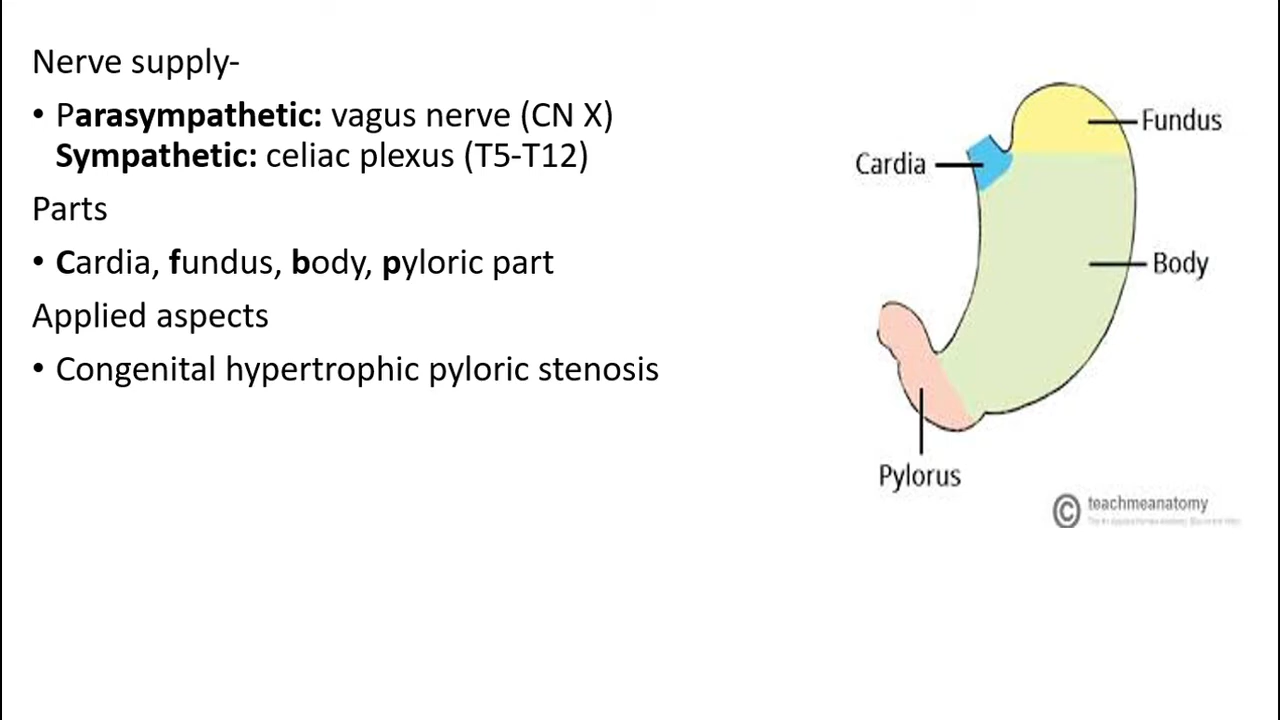 Nerve supply-
• Parasympathetic: vagus nerve (CN X)
Sympathetic: celiac plexus (T5-T12)
Parts
• Cardia, fundus, body, pyloric part
Applied aspects
• Congenital hypertrophic pyloric stenosis
Fundus
Cardia
Body
Pylorus
© teachmeanatomy